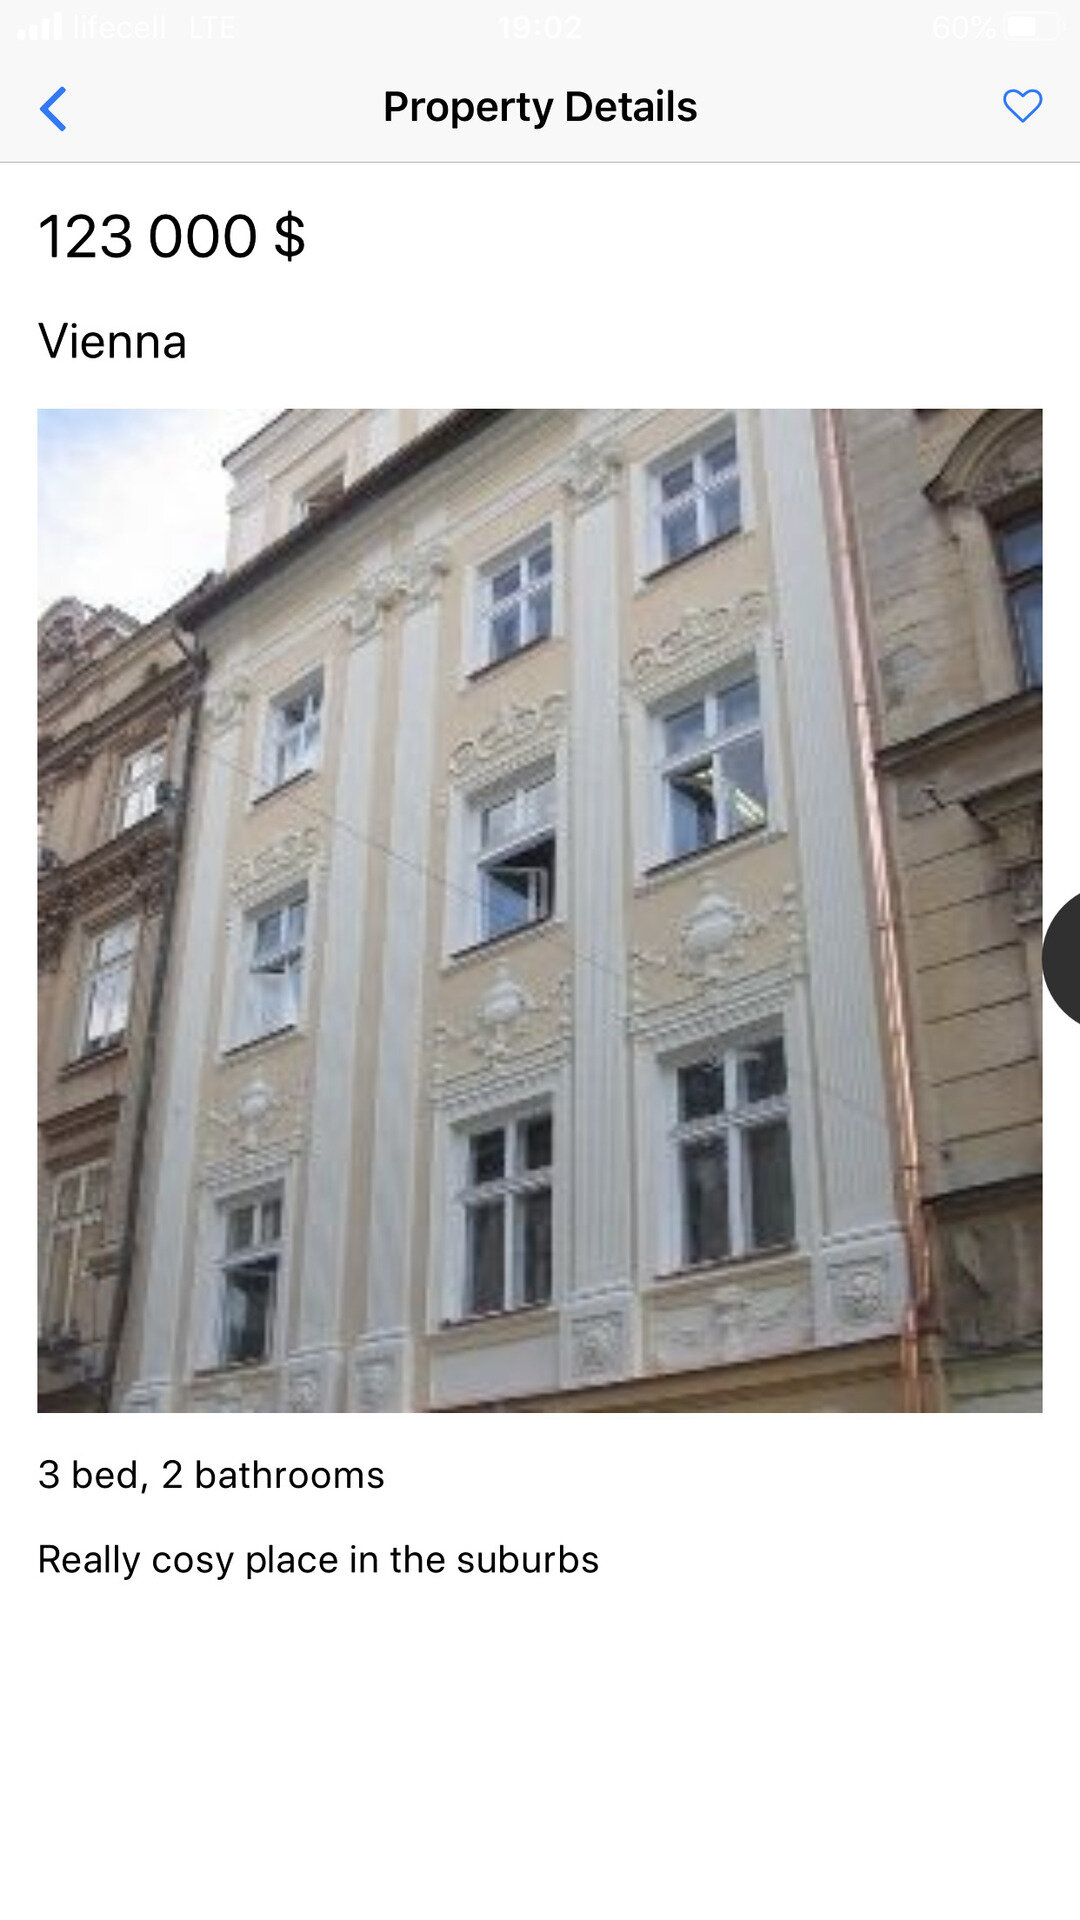 lifecell LTE 19:02 60%
Property Details
123 000 $
Vienna
3 bed, 2 bathrooms
Really cosy place in the suburbs